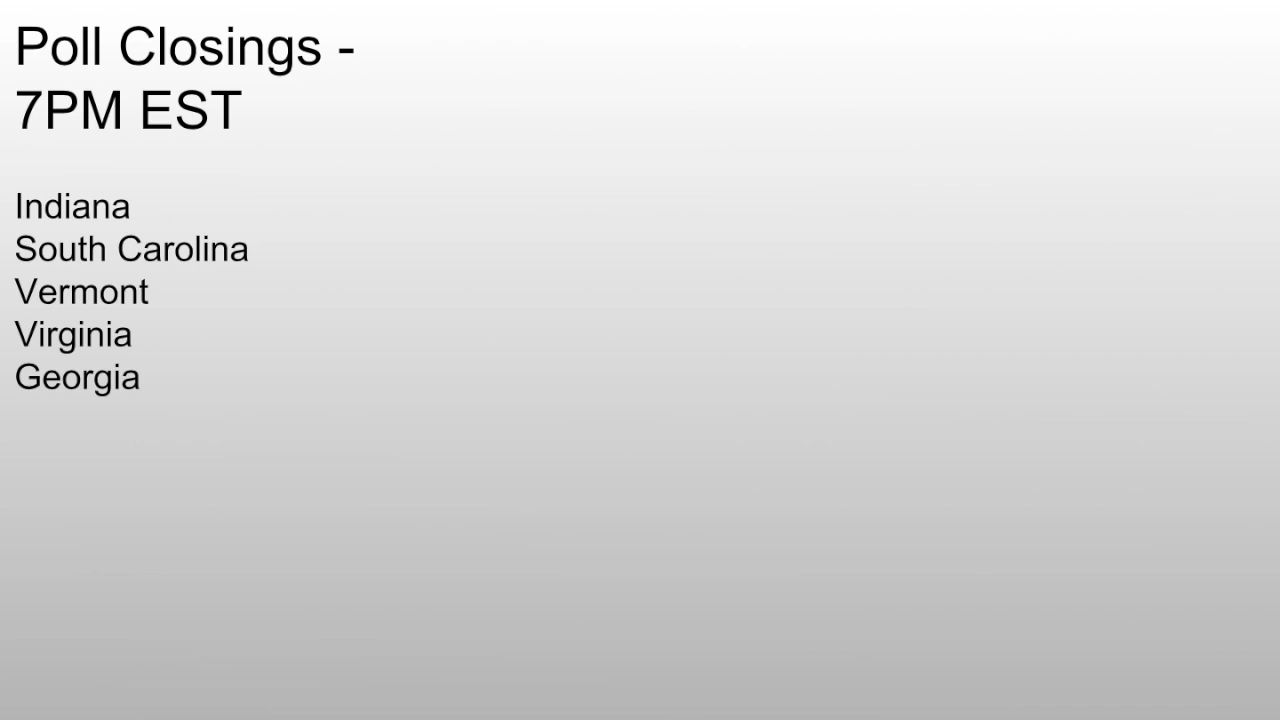 Poll Closings -
7PM EST
Indiana
South Carolina
Vermont
Virginia
Georgia